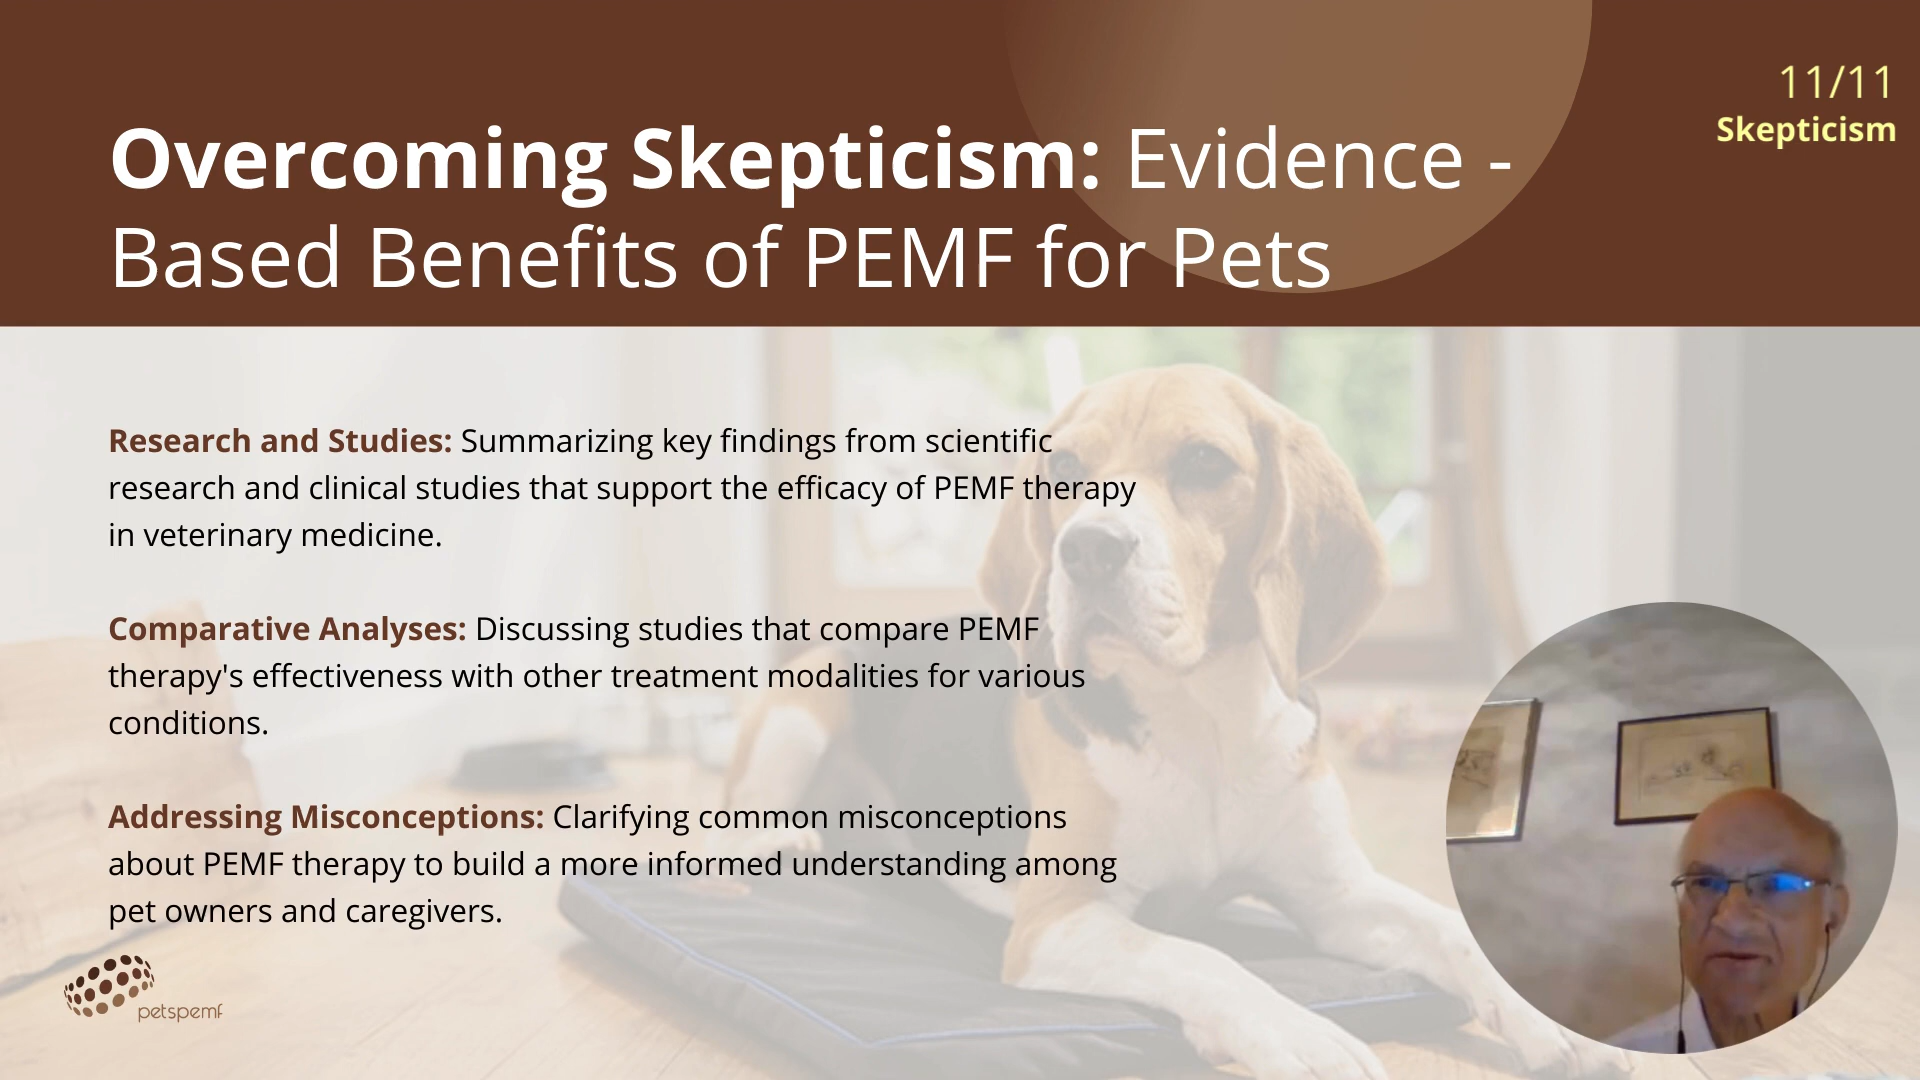 11/11
Skepticism
Overcoming Skepticism: Evidence -
Based Benefits of PEMF for Pets
Research and Studies: Summarizing key findings from scientific
research and clinical studies that support the efficacy of PEMF therapy
in veterinary medicine.
Comparative Analyses: Discussing studies that compare PEMF
therapy's effectiveness with other treatment modalities for various
conditions.
Addressing Misconceptions: Clarifying common misconceptions
about PEMF therapy to build a more informed understanding among
pet owners and caregivers.
petspemf